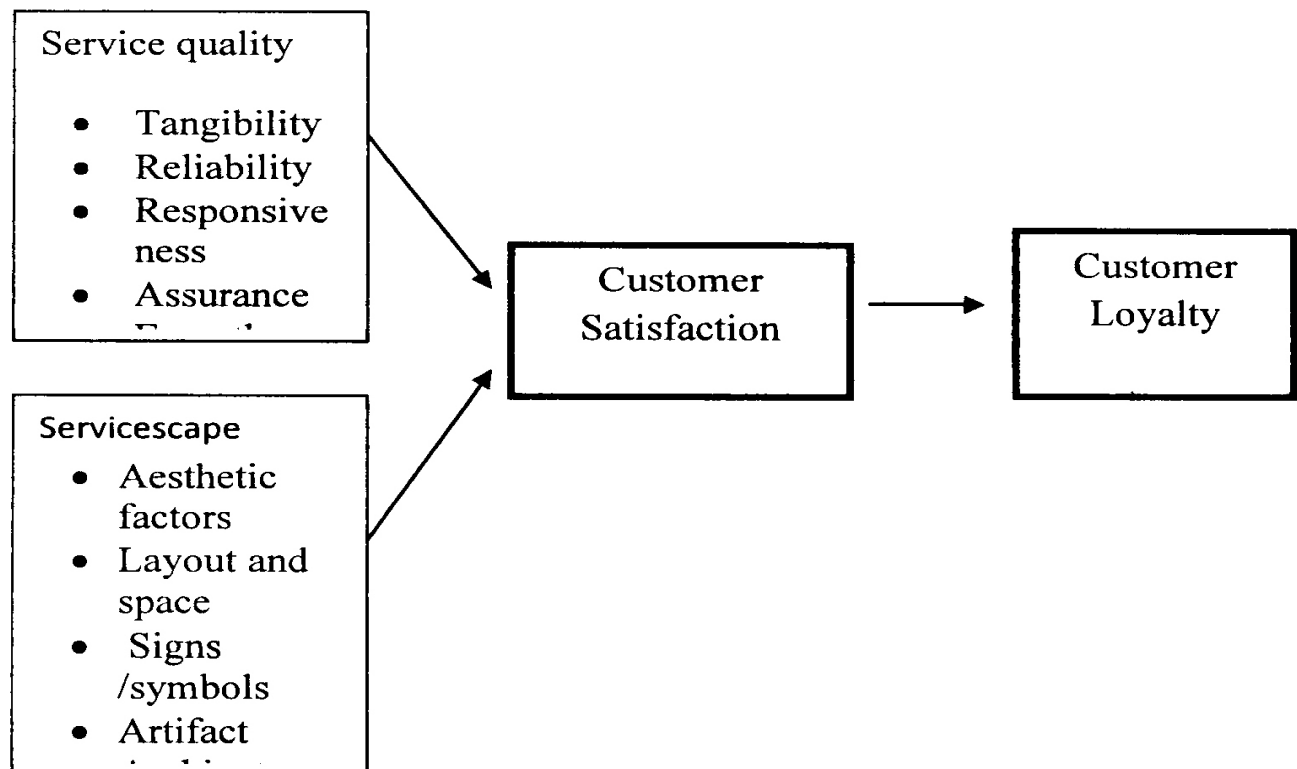 Service quality
• Tangibility
• Reliability
• Responsive
ness
• Assurance
Customer
Satisfaction
Customer
Loyalty
Servicescape
• Aesthetic
factors
• Layout and
space
• Signs
/symbols
• Artifact